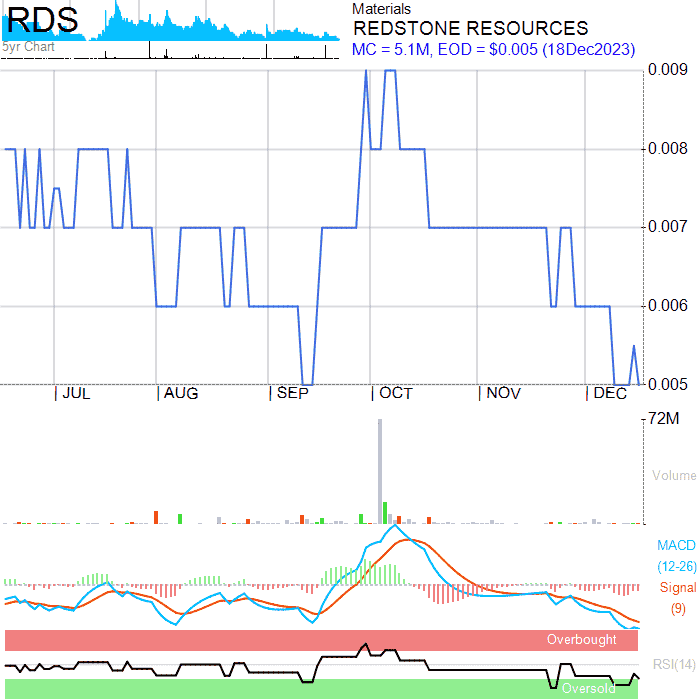 RDS
5yr Chart
Materials
REDSTONE RESOURCES
MC = 5.1M, EOD = $0.005 (18Dec2023)
0.009
0.008
0.007
0.006
0.005
JUL
AUG
SEP
OCT
NOV
DEC
72M
Volume
MACD
(12-26)
Signal
(9)
Overbought
RSI(14)
Oversold